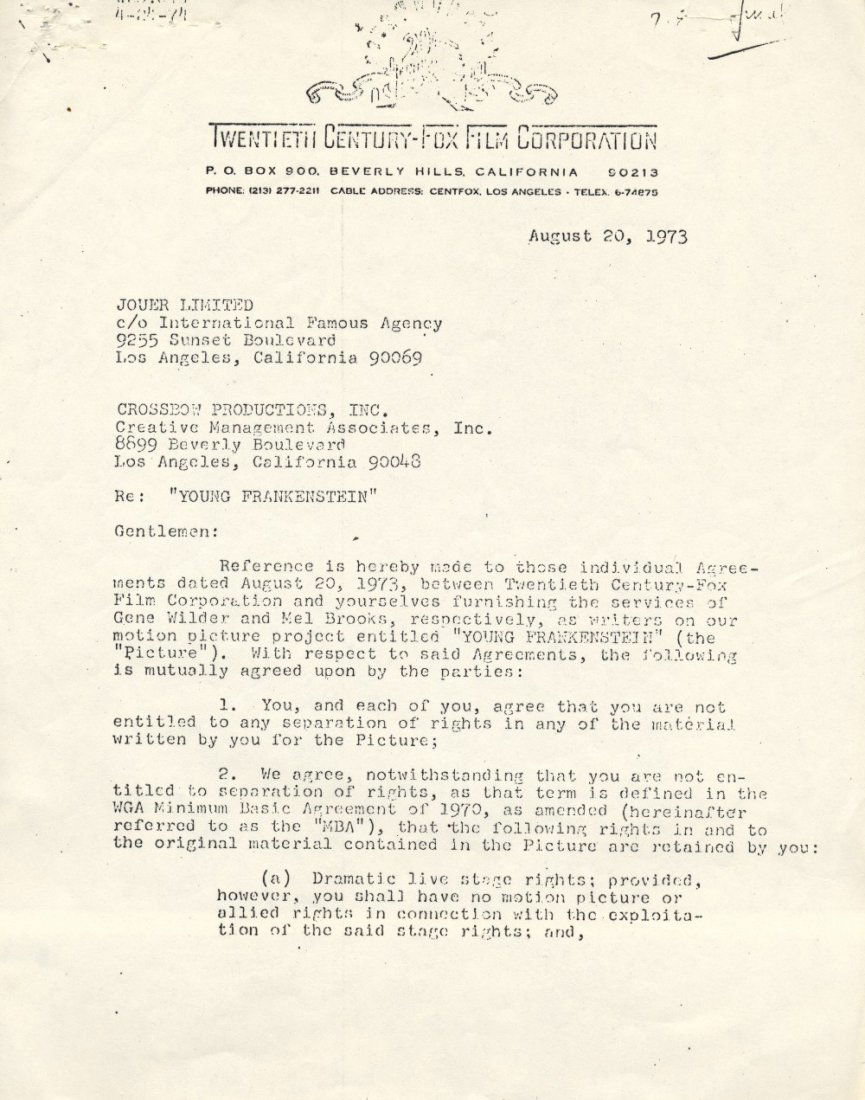 4-24-74
TWENTIETH CENTURY-FOX FILM CORPORATION
P. O. BOX 900, BEVERLY HILLS, CALIFORNIA 90213
PHONE: (213) 277-2211 CABLE ADDRESS: CENTFOX, LOS ANGELES · TELEX. 6-74875
August 20, 1973
JOUER LIMITED
c/o International Famous Agency
9255 Sunset Boulevard
Los Angeles, California 90069
CROSSBOW PRODUCTIONS, INC.
Creative Management Associates, Inc.
8899 Beverly Boulevard
Los Angeles, California 90048
Re: "YOUNG FRANKENSTEIN"
Gentlemen:
Reference is hereby made to those individual Agree-
ments dated August 20, 1973, between Twentieth Century-Fox
Film Corporation and yourselves furnishing the services of
Gene Wilder and Mel Brooks, respectively, as writers on our
motion picture project entitled "YOUNG FRANKENSTEIN" (the
"Picture"). With respect to said Agreements, the following
is mutually agreed upon by the parties:
1. You, and each of you, agree that you are not
entitled to any separation of rights in any of the material
written by you for the Picture;
2. We agree, notwithstanding that you are not en-
titled to separation of rights, as that term is defined in the
WGA Minimum Basic Agreement of 1970, as amended (hereinafter
referred to as the "MBA"), that the following rights in and to
the original material contained in the Picture are retained by you:
(a) Dramatic live stage rights; provided,
however, you shall have no motion picture or
allied rights in connection with the exploita-
tion of the said stage rights; and,